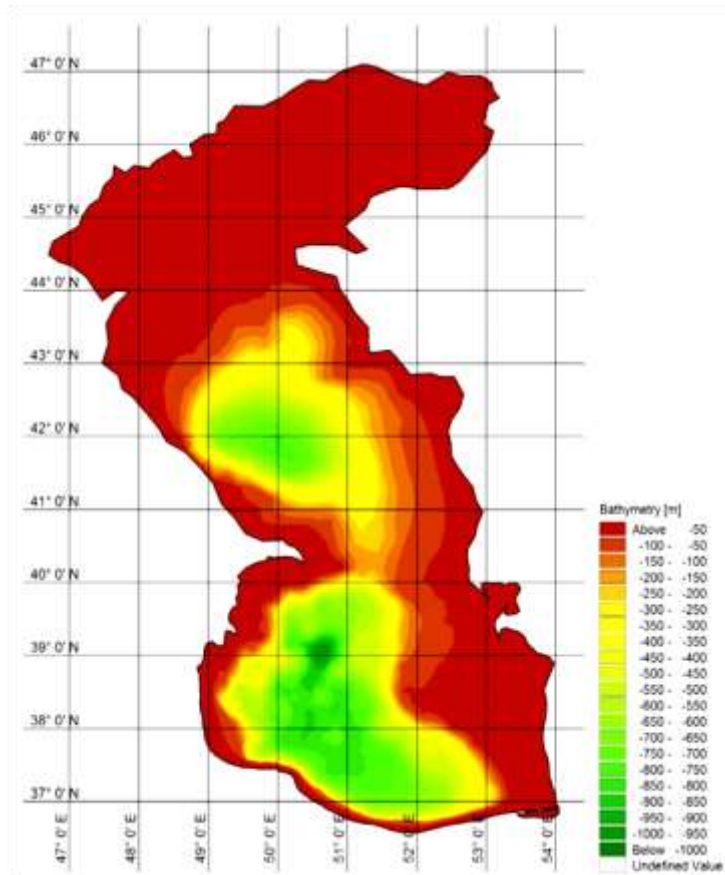 47° 0' N
46° 0' N
45° 0' N
44° 0' N
43° 0' N
42° 0' N
41° 0' N
40° 0' N
39° 0' N
38° 0' N
37° 0' N
47° 0' E
48° 0' E
49° 0' E
50° 0' E
51° 0' E
52° 0' E
53° 0' E
54° 0' E
Bathymetry [m]
Above -50
-100 - -50
-150 - -100
-200 - -150
-250 - -200
-300 - -250
-350 - -300
-400 - -350
-450 - -400
-500 - -450
-550 - -500
-600 - -550
-650 - -600
-700 - -650
-750 - -700
-800 - -750
-850 - -800
-900 - -850
-950 - -900
-1000 - -950
Below -1000
Undefined Value